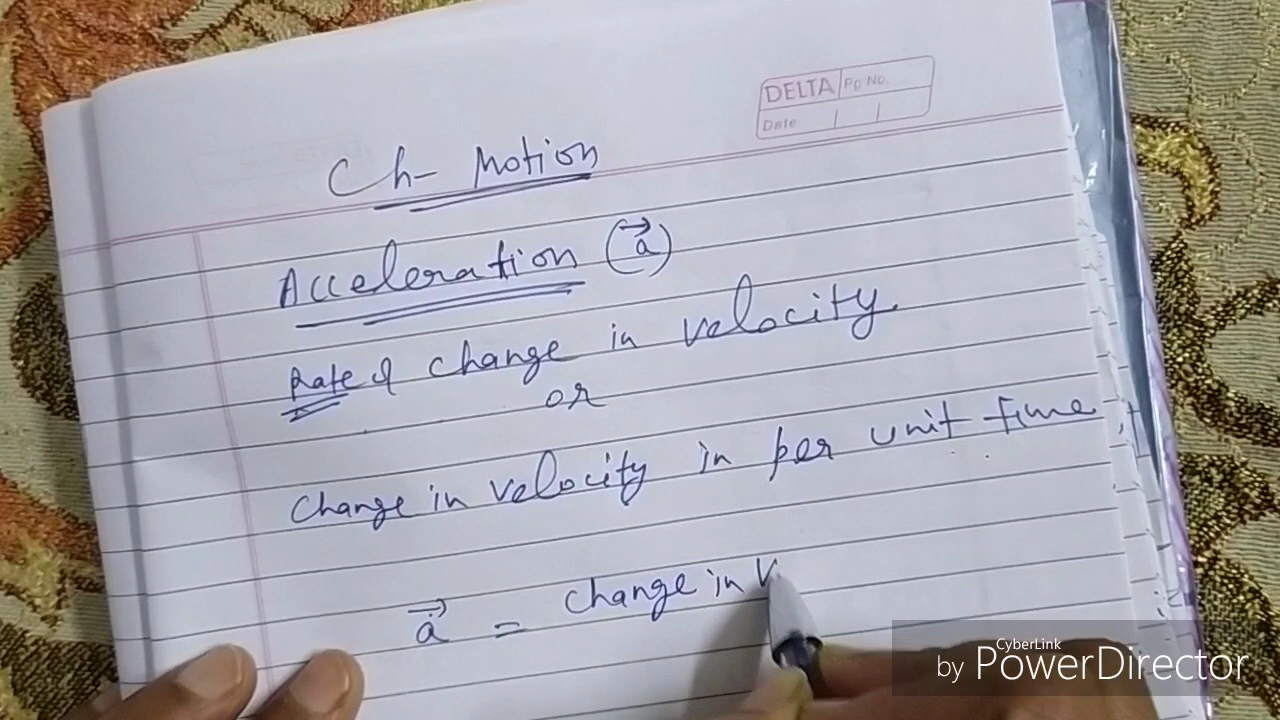 DELTA Pg No.
Date
Ch- Motion
Acceleration (→a)
Rate of change in velocity.
or
Change in velocity in per unit time,
→a = change in V
CyberLink
by PowerDirector